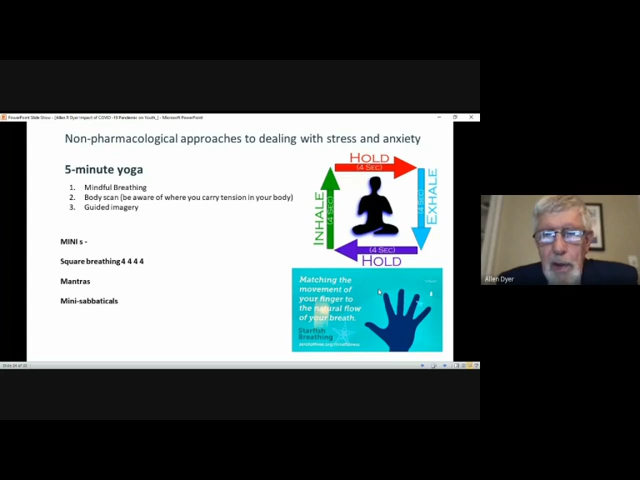 PowerPoint Slide Show - [Allen R Dyer Impact of COVID -19 Pandemic on Youth_] - Microsoft PowerPoint
Non-pharmacological approaches to dealing with stress and anxiety
5-minute yoga
1. Mindful Breathing
2. Body scan (be aware of where you carry tension in your body)
3. Guided imagery
MINI s -
Square breathing 4 4 4 4
Mantras
Mini-sabbaticals
HOLD
(4 SEC)
INHALE
(4 SEC)
EXHALE
(4 SEC)
(4 SEC)
HOLD
Matching the
movement of
your finger to
the natural flow
of your breath.
Starfish
Breathing
Allen Dyer